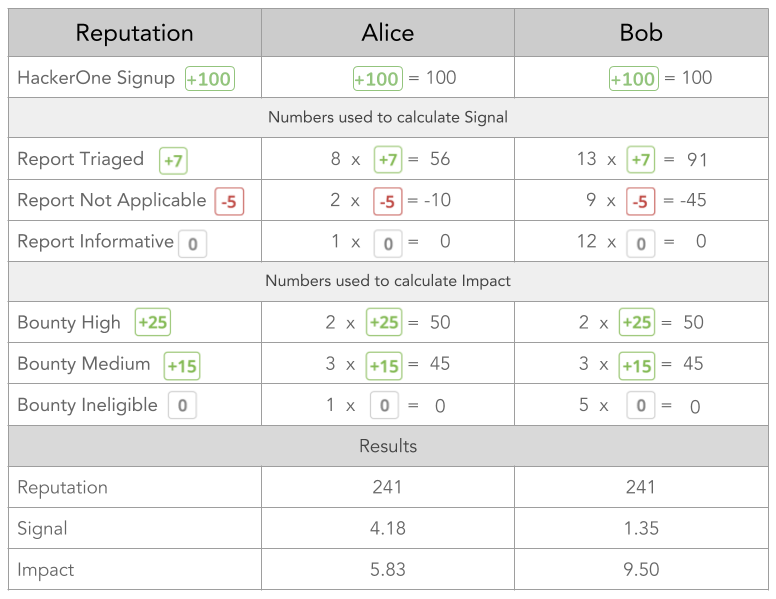 Reputation Alice Bob
HackerOne Signup +100 +100 = 100 +100 = 100
Numbers used to calculate Signal
Report Triaged +7 8 x +7 = 56 13 x +7 = 91
Report Not Applicable -5 2 x -5 = -10 9 x -5 = -45
Report Informative 0 1 x 0 = 0 12 x 0 = 0
Numbers used to calculate Impact
Bounty High +25 2 x +25 = 50 2 x +25 = 50
Bounty Medium +15 3 x +15 = 45 3 x +15 = 45
Bounty Ineligible 0 1 x 0 = 0 5 x 0 = 0
Results
Reputation 241 241
Signal 4.18 1.35
Impact 5.83 9.50